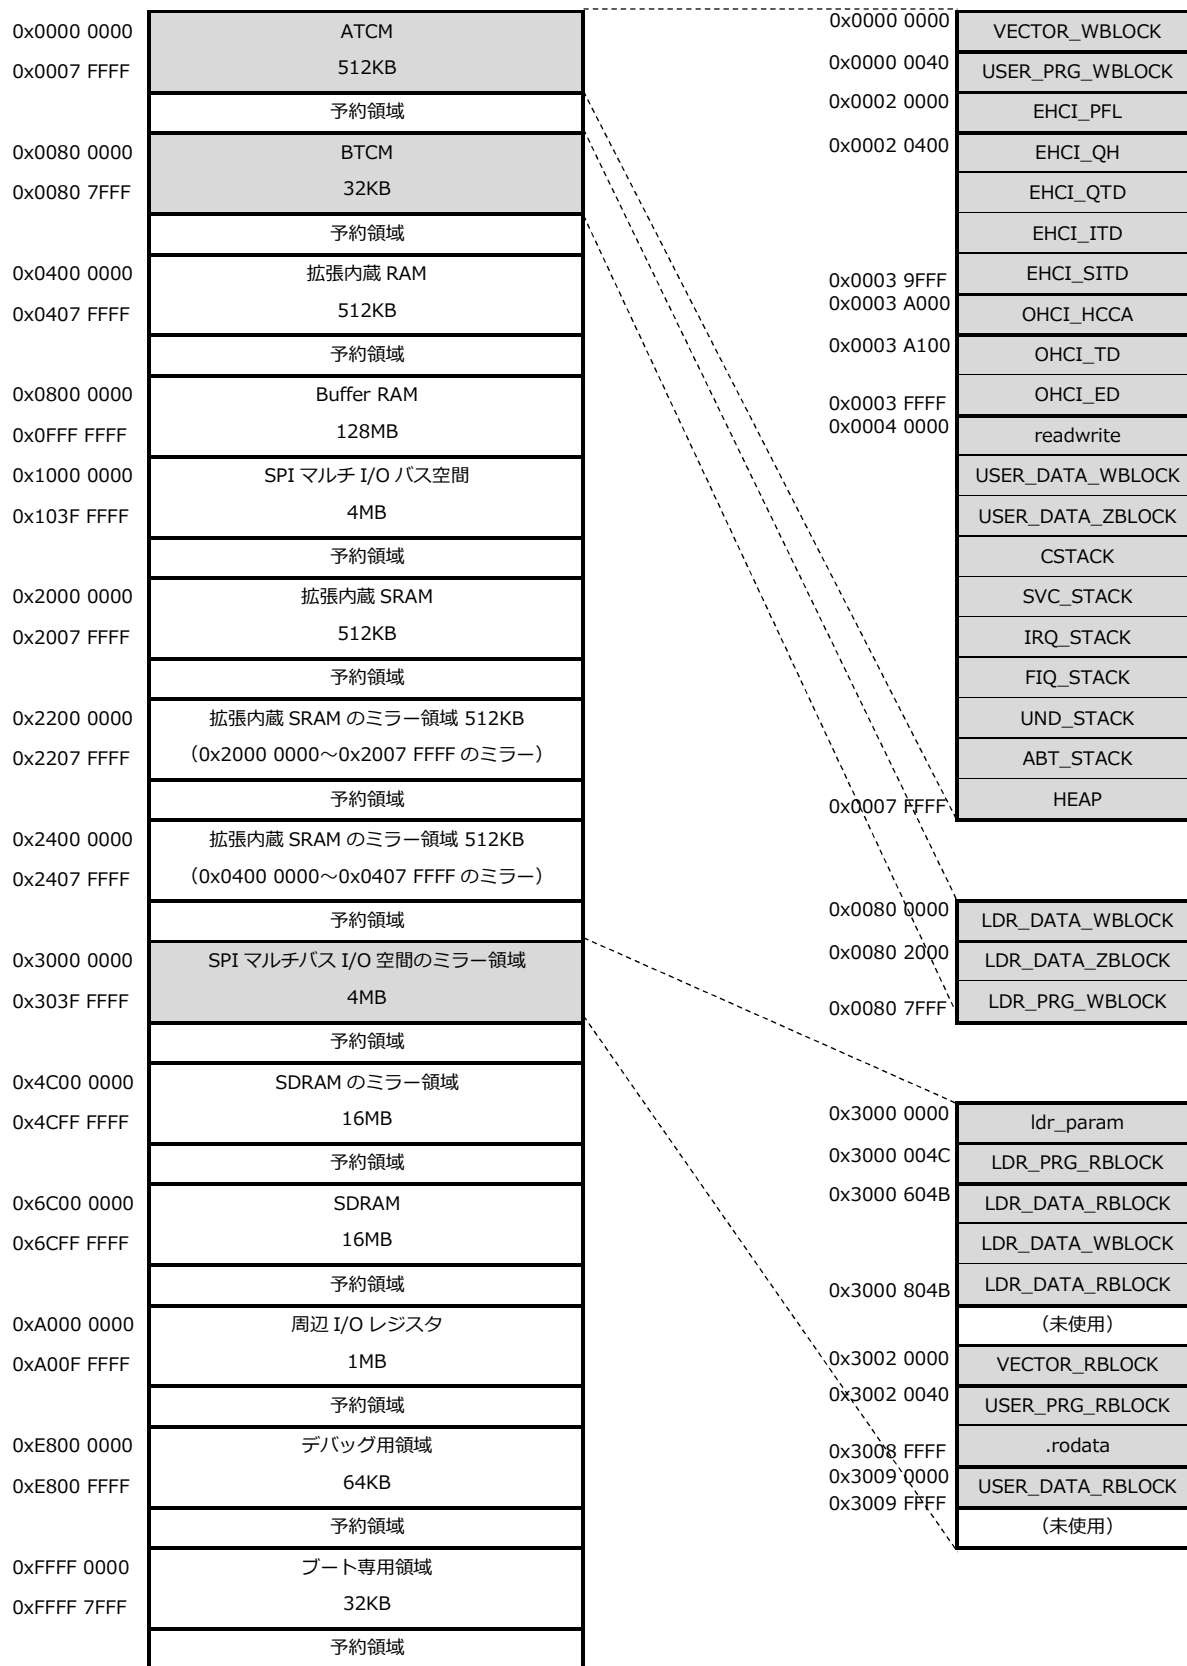 0x0000 0000
ATCM
0x0007 FFFF
512KB
予約領域
0x0080 0000
BTCM
0x0080 7FFF
32KB
予約領域
0x0400 0000
拡張内蔵 RAM
0x0407 FFFF
512KB
予約領域
0x0800 0000
Buffer RAM
0x0FFF FFFF
128MB
0x1000 0000
SPI マルチ I/O バス空間
0x103F FFFF
4MB
予約領域
0x2000 0000
拡張内蔵 SRAM
0x2007 FFFF
512KB
予約領域
0x2200 0000
拡張内蔵 SRAM のミラー領域 512KB
0x2207 FFFF
（0x2000 0000～0x2007 FFFF のミラー）
予約領域
0x2400 0000
拡張内蔵 SRAM のミラー領域 512KB
0x2407 FFFF
（0x0400 0000～0x0407 FFFF のミラー）
予約領域
0x3000 0000
SPI マルチバス I/O 空間のミラー領域
0x303F FFFF
4MB
予約領域
0x4C00 0000
SDRAM のミラー領域
0x4CFF FFFF
16MB
予約領域
0x6C00 0000
SDRAM
0x6CFF FFFF
16MB
予約領域
0xA000 0000
周辺 I/O レジスタ
0xA00F FFFF
1MB
予約領域
0xE800 0000
デバッグ用領域
0xE800 FFFF
64KB
予約領域
0xFFFF 0000
ブート専用領域
0xFFFF 7FFF
32KB
予約領域
0x0000 0000
VECTOR_WBLOCK
0x0000 0040
USER_PRG_WBLOCK
0x0002 0000
EHCI_PFL
0x0002 0400
EHCI_QH
EHCI_QTD
EHCI_ITD
EHCI_SITD
0x0003 9FFF
0x0003 A000
OHCI_HCCA
0x0003 A100
OHCI_TD
OHCI_ED
0x0003 FFFF
0x0004 0000
readwrite
USER_DATA_WBLOCK
USER_DATA_ZBLOCK
CSTACK
SVC_STACK
IRQ_STACK
FIQ_STACK
UND_STACK
ABT_STACK
HEAP
0x0007 FFFF
0x0080 0000
LDR_DATA_WBLOCK
0x0080 2000
LDR_DATA_ZBLOCK
LDR_PRG_WBLOCK
0x0080 7FFF
0x3000 0000
ldr_param
0x3000 004C
LDR_PRG_RBLOCK
0x3000 604B
LDR_DATA_RBLOCK
LDR_DATA_WBLOCK
LDR_DATA_RBLOCK
0x3000 804B
（未使用）
0x3002 0000
VECTOR_RBLOCK
0x3002 0040
USER_PRG_RBLOCK
.rodata
0x3008 FFFF
0x3009 0000
USER_DATA_RBLOCK
0x3009 FFFF
（未使用）